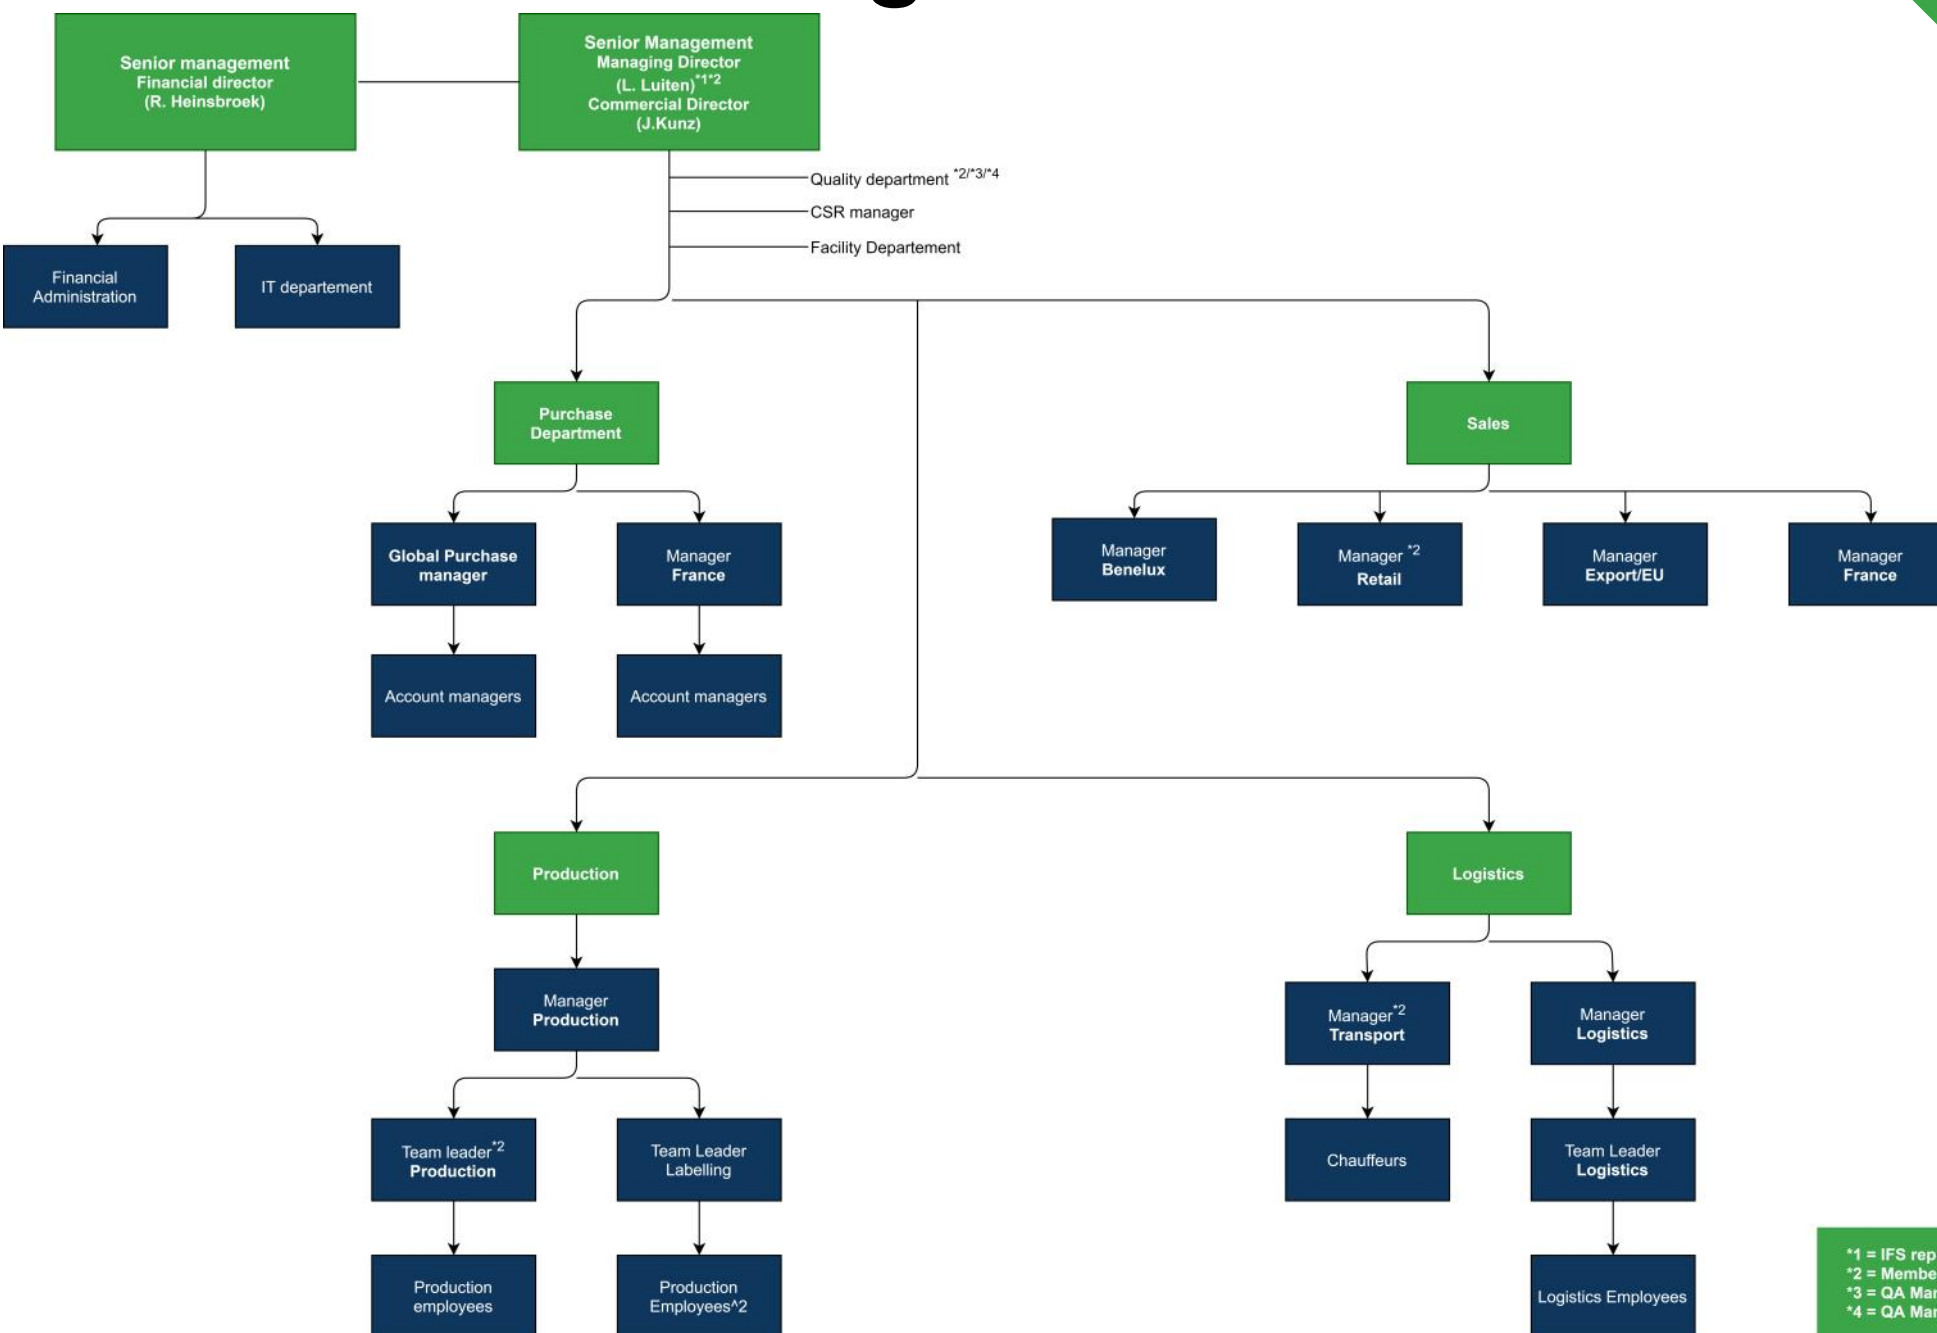 Senior management
Financial director
(R. Heinsbroek)
Senior Management
Managing Director
(L. Luiten)*1*2
Commercial Director
(J.Kunz)
Quality department *2/*3/*4
CSR manager
Facility Departement
Financial
Administration
IT departement
Purchase
Department
Sales
Global Purchase
manager
Manager
France
Manager
Benelux
Manager *2
Retail
Manager
Export/EU
Manager
France
Account managers
Account managers
Production
Logistics
Manager
Production
Manager*2
Transport
Manager
Logistics
Team leader*2
Production
Team Leader
Labelling
Chauffeurs
Team Leader
Logistics
Production
employees
Production
Employees^2
Logistics Employees
*1 = IFS
*2 =
*3 = QA
*4 = QA